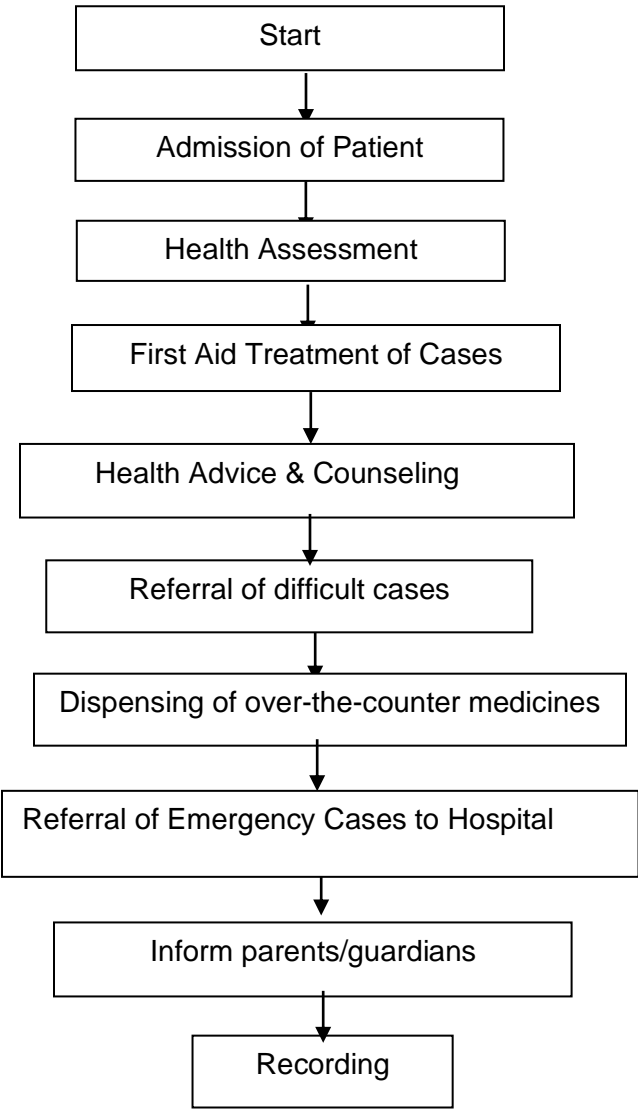 Start
Admission of Patient
Health Assessment
First Aid Treatment of Cases
Health Advice & Counseling
Referral of difficult cases
Dispensing of over-the-counter medicines
Referral of Emergency Cases to Hospital
Inform parents/guardians
Recording